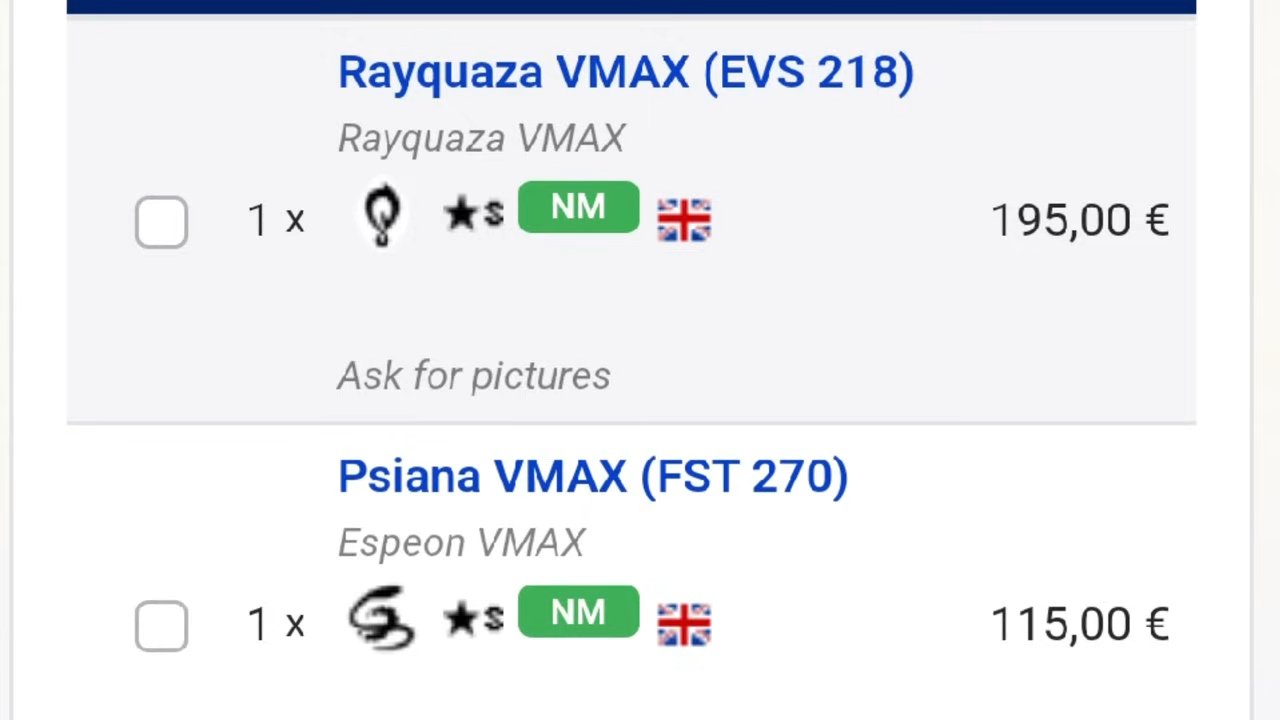 Rayquaza VMAX (EVS 218)
Rayquaza VMAX
1 x ★S NM 195,00 €
Ask for pictures
Psiana VMAX (FST 270)
Espeon VMAX
1 x ★S NM 115,00 €